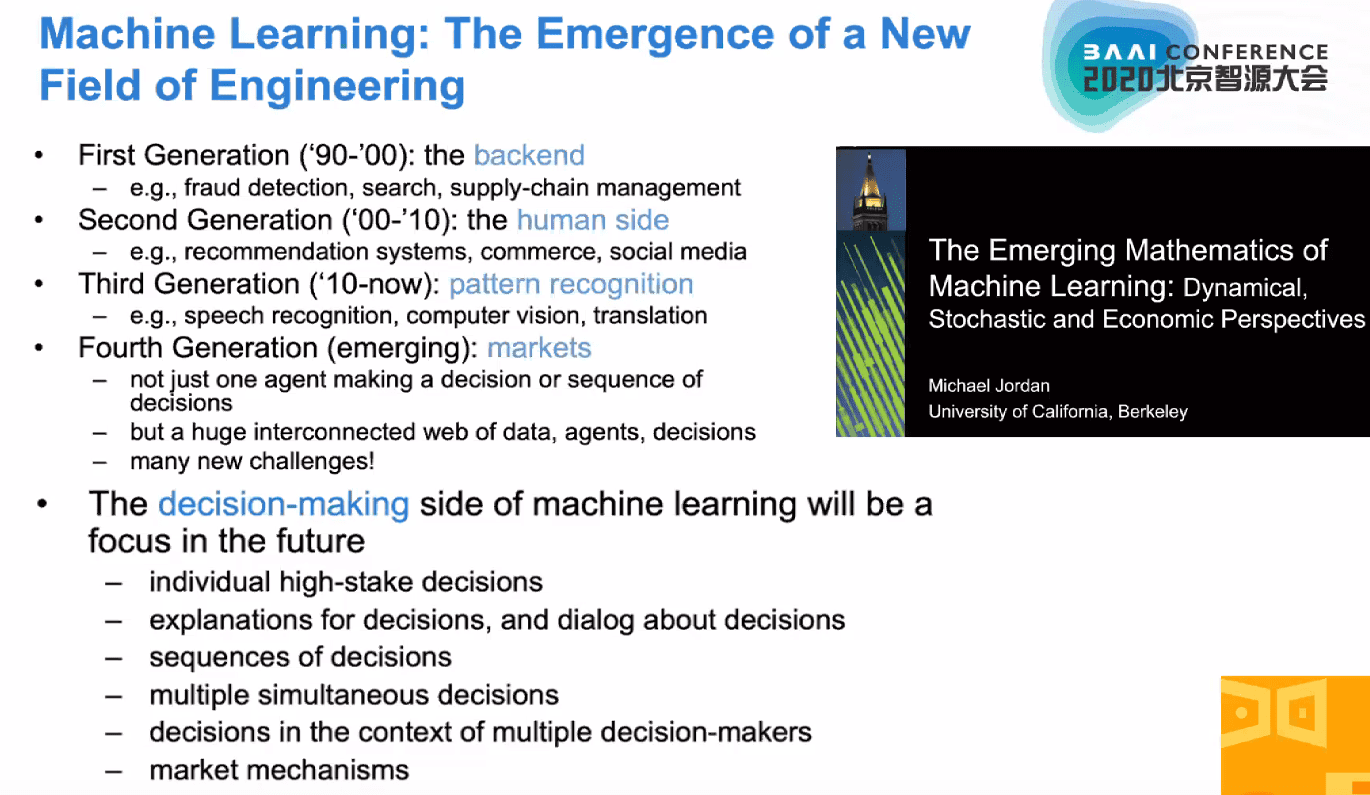 Machine Learning: The Emergence of a New
Field of Engineering
BAAI CONFERENCE
2020北京智源大会
• First Generation (‘90-’00): the backend
– e.g., fraud detection, search, supply-chain management
• Second Generation (‘00-’10): the human side
– e.g., recommendation systems, commerce, social media
• Third Generation (‘10-now): pattern recognition
– e.g., speech recognition, computer vision, translation
• Fourth Generation (emerging): markets
– not just one agent making a decision or sequence of
decisions
– but a huge interconnected web of data, agents, decisions
– many new challenges!
• The decision-making side of machine learning will be a
focus in the future
– individual high-stake decisions
– explanations for decisions, and dialog about decisions
– sequences of decisions
– multiple simultaneous decisions
– decisions in the context of multiple decision-makers
– market mechanisms
The Emerging Mathematics of
Machine Learning: Dynamical,
Stochastic and Economic Perspectives
Michael Jordan
University of California, Berkeley